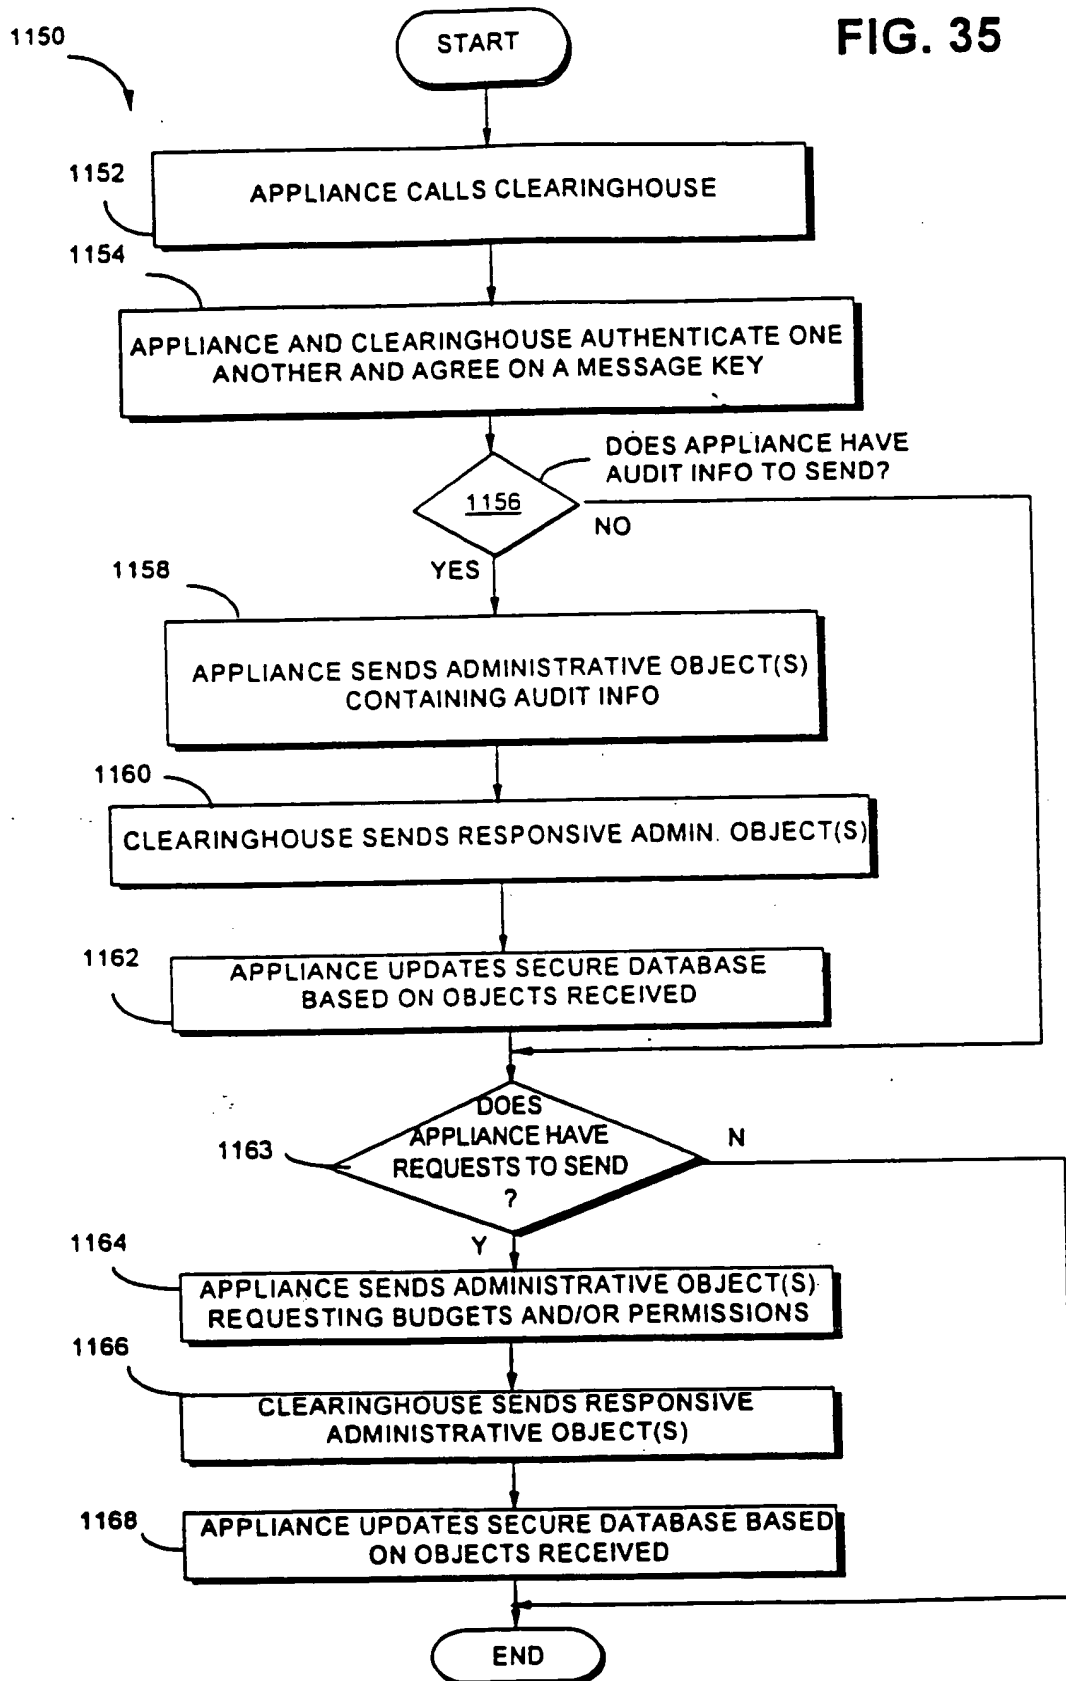 FIG. 35
1150
START
1152
APPLIANCE CALLS CLEARINGHOUSE
1154
APPLIANCE AND CLEARINGHOUSE AUTHENTICATE ONE
ANOTHER AND AGREE ON A MESSAGE KEY
DOES APPLIANCE HAVE
AUDIT INFO TO SEND?
1156
NO
YES
1158
APPLIANCE SENDS ADMINISTRATIVE OBJECT(S)
CONTAINING AUDIT INFO
1160
CLEARINGHOUSE SENDS RESPONSIVE ADMIN. OBJECT(S)
1162
APPLIANCE UPDATES SECURE DATABASE
BASED ON OBJECTS RECEIVED
1163
DOES
APPLIANCE HAVE
REQUESTS TO SEND
?
N
Y
1164
APPLIANCE SENDS ADMINISTRATIVE OBJECT(S)
REQUESTING BUDGETS AND/OR PERMISSIONS
1166
CLEARINGHOUSE SENDS RESPONSIVE
ADMINISTRATIVE OBJECT(S)
1168
APPLIANCE UPDATES SECURE DATABASE BASED
ON OBJECTS RECEIVED
END